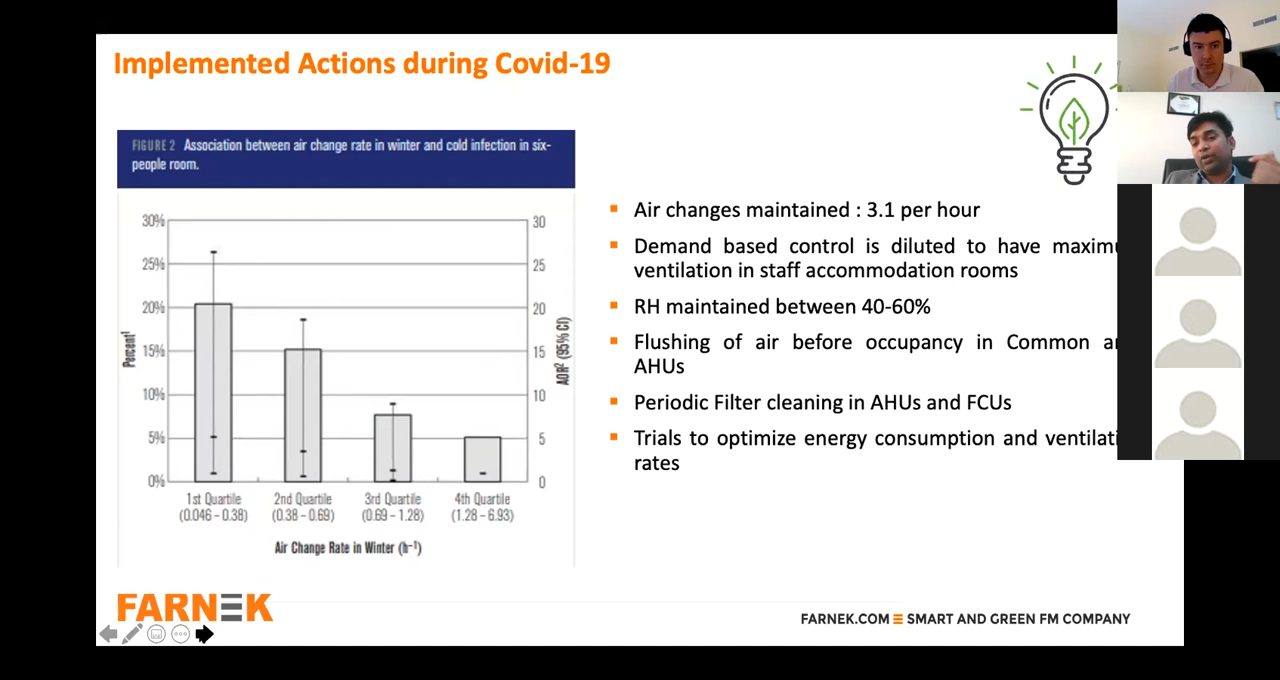 Implemented Actions during Covid-19
FIGURE 2 Association between air change rate in winter and cold infection in six-
people room.
30%
25%
20%
15%
10%
5%
0%
Percent¹
30
25
20
15
10
5
0
AOR² (95% CI)
1st Quartile
(0.046 – 0.38)
2nd Quartile
(0.38 – 0.69)
3rd Quartile
(0.69 – 1.28)
4th Quartile
(1.28 – 6.93)
Air Change Rate in Winter (h⁻¹)
Air changes maintained : 3.1 per hour
Demand based control is diluted to have maximu
ventilation in staff accommodation rooms
RH maintained between 40-60%
Flushing of air before occupancy in Common ar
AHUs
Periodic Filter cleaning in AHUs and FCUs
Trials to optimize energy consumption and ventilati
rates
FARNEK
FARNEK.COM SMART AND GREEN FM COMPANY